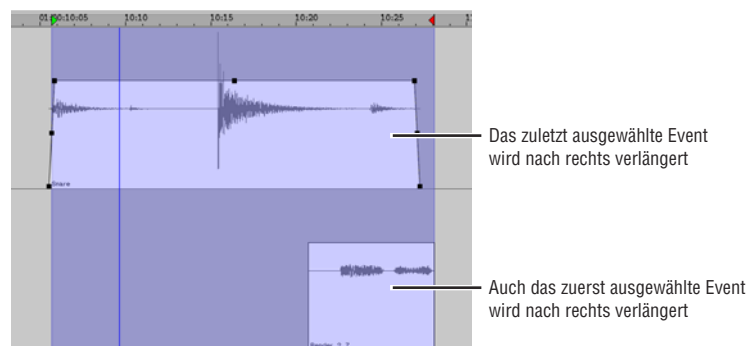 01:00:10:05 10:10 10:15 10:20 10:25
Das zuletzt ausgewählte Event
wird nach rechts verlängert
Snare
Auch das zuerst ausgewählte Event
wird nach rechts verlängert